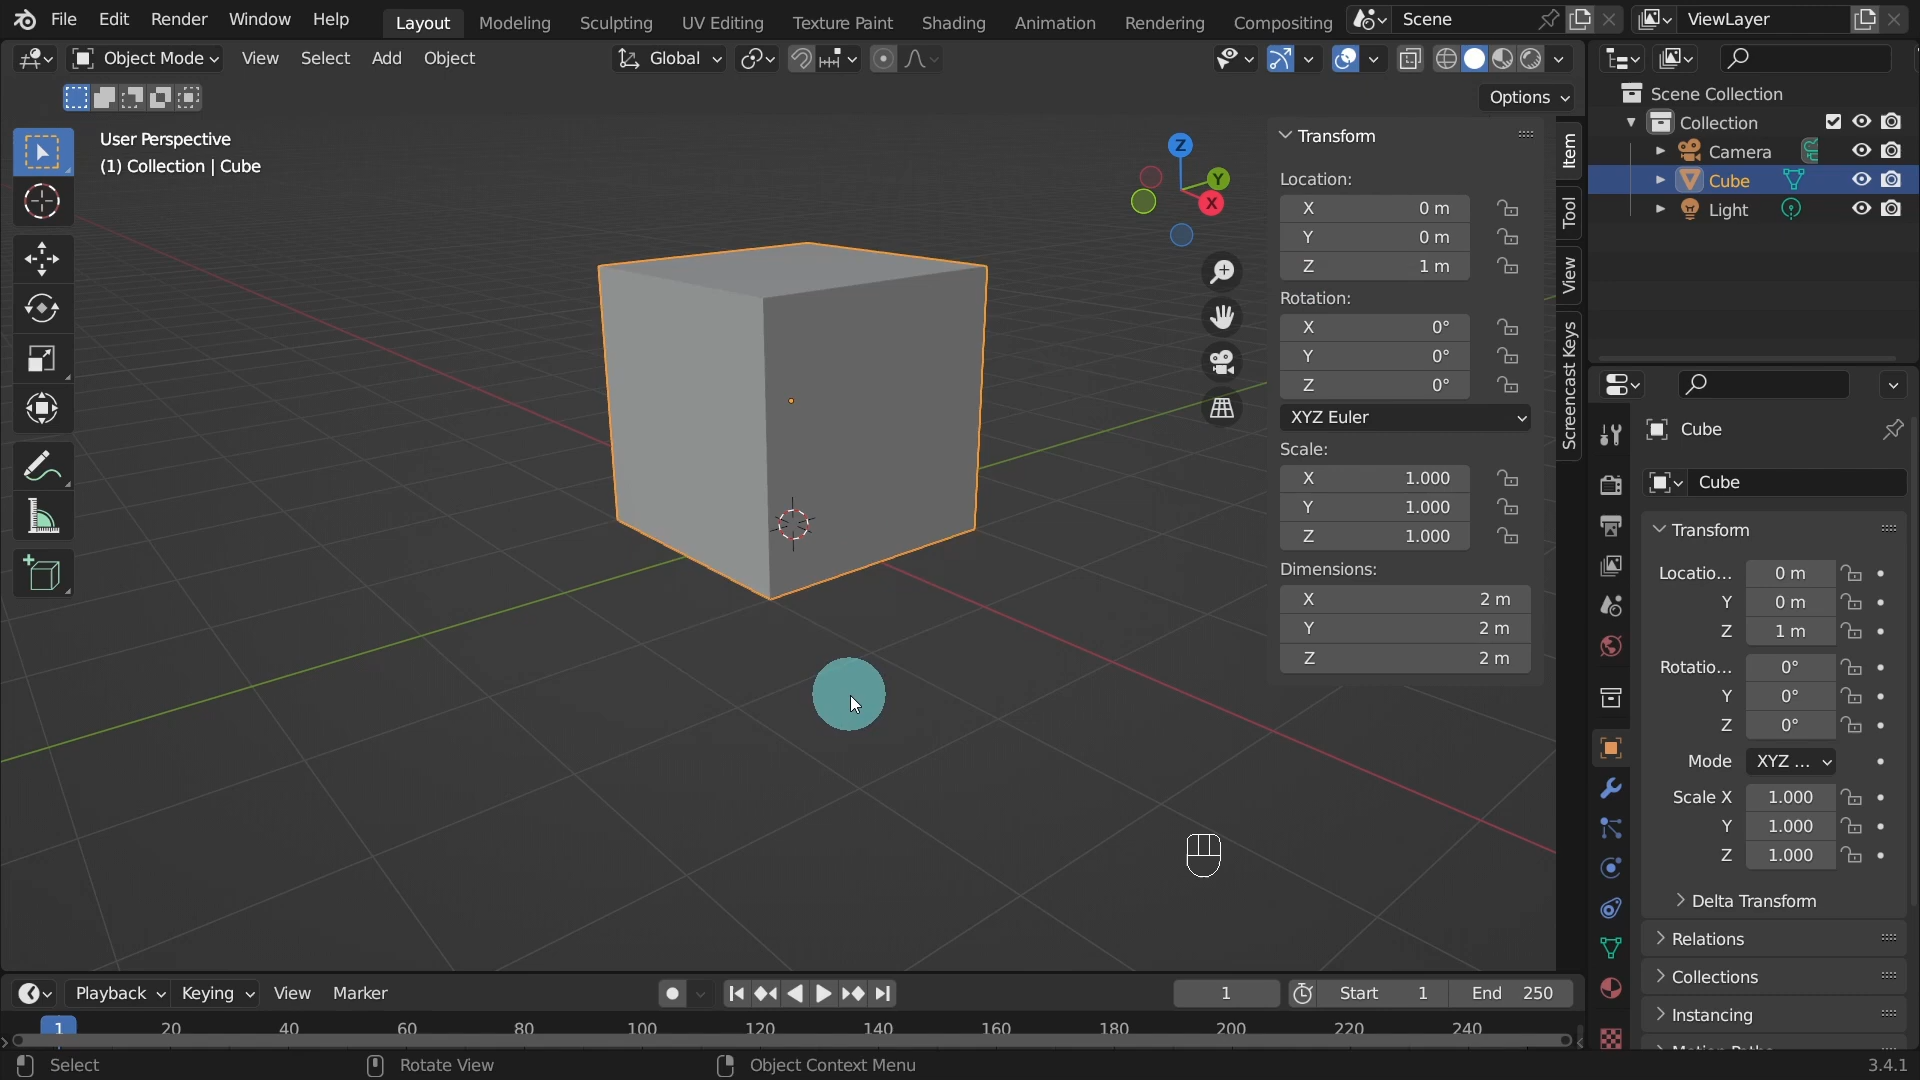 File Edit Render Window Help Layout Modeling Sculpting UV Editing Texture Paint Shading Animation Rendering Compositing Scene ViewLayer
Object Mode View Select Add Object Global
Options
User Perspective
(1) Collection | Cube
Z
Y
X
Transform
Location:
X 0 m
Y 0 m
Z 1 m
Rotation:
X 0°
Y 0°
Z 0°
XYZ Euler
Scale:
X 1.000
Y 1.000
Z 1.000
Dimensions:
X 2 m
Y 2 m
Z 2 m
Item
Tool
View
Screencast Keys
Scene Collection
Collection
Camera
Cube
Light
Cube
Cube
Transform
Locatio... 0 m
Y 0 m
Z 1 m
Rotatio... 0°
Y 0°
Z 0°
Mode XYZ ...
Scale X 1.000
Y 1.000
Z 1.000
Delta Transform
Relations
Collections
Instancing
Playback Keying View Marker 1 Start 1 End 250
1 20 40 60 80 100 120 140 160 180 200 220 240
Select Rotate View Object Context Menu 3.4.1